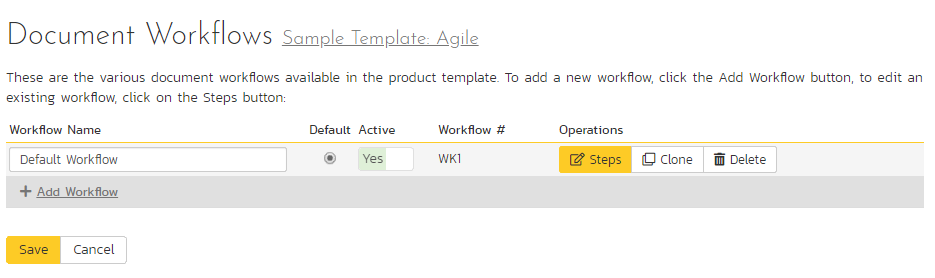 Document Workflows Sample Template: Agile
These are the various document workflows available in the product template. To add a new workflow, click the Add Workflow button, to edit an
existing workflow, click on the Steps button:
Workflow Name Default Active Workflow # Operations
Default Workflow Yes WK1 Steps Clone Delete
Add Workflow
Save Cancel